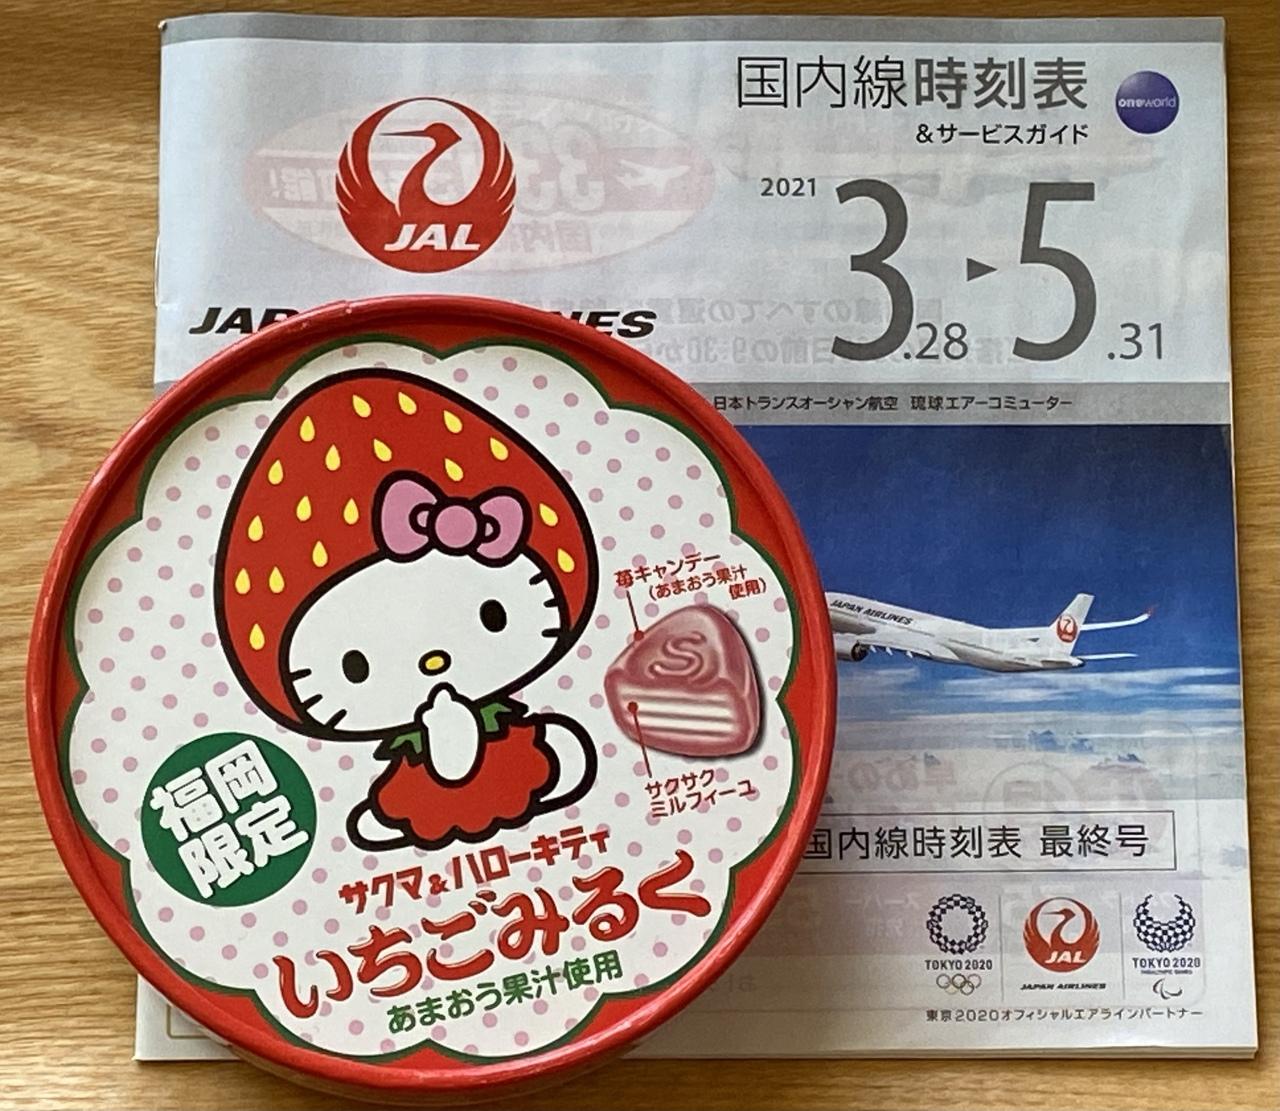 国内線時刻表
&サービスガイド
oneworld
2021
3.28▶5.31
JAL
日本トランスオーシャン航空 琉球エアーコミューター
JAPAN AIRLINES
国内線時刻表 最終号
TOKYO 2020
JAL
JAPAN AIRLINES
TOKYO 2020
PARALYMPIC GAMES
東京2020オフィシャルエアラインパートナー
苺キャンデー
(あまおう果汁
使用)
S
サクサク
ミルフィーユ
福岡
限定
サクマ&ハローキティ
いちごみるく
あまおう果汁使用